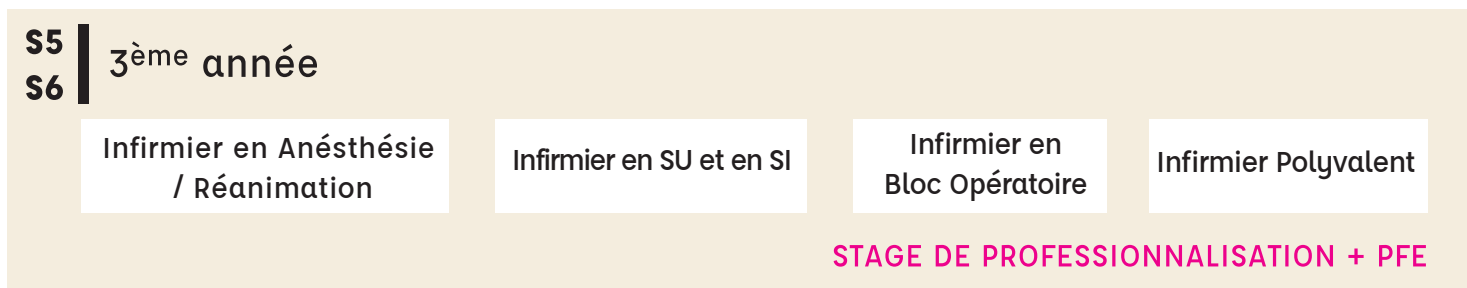 S5
S6
3ème année
Infirmier en Anésthésie
/ Réanimation
Infirmier en SU et en SI
Infirmier en
Bloc Opératoire
Infirmier Polyvalent
STAGE DE PROFESSIONNALISATION + PFE